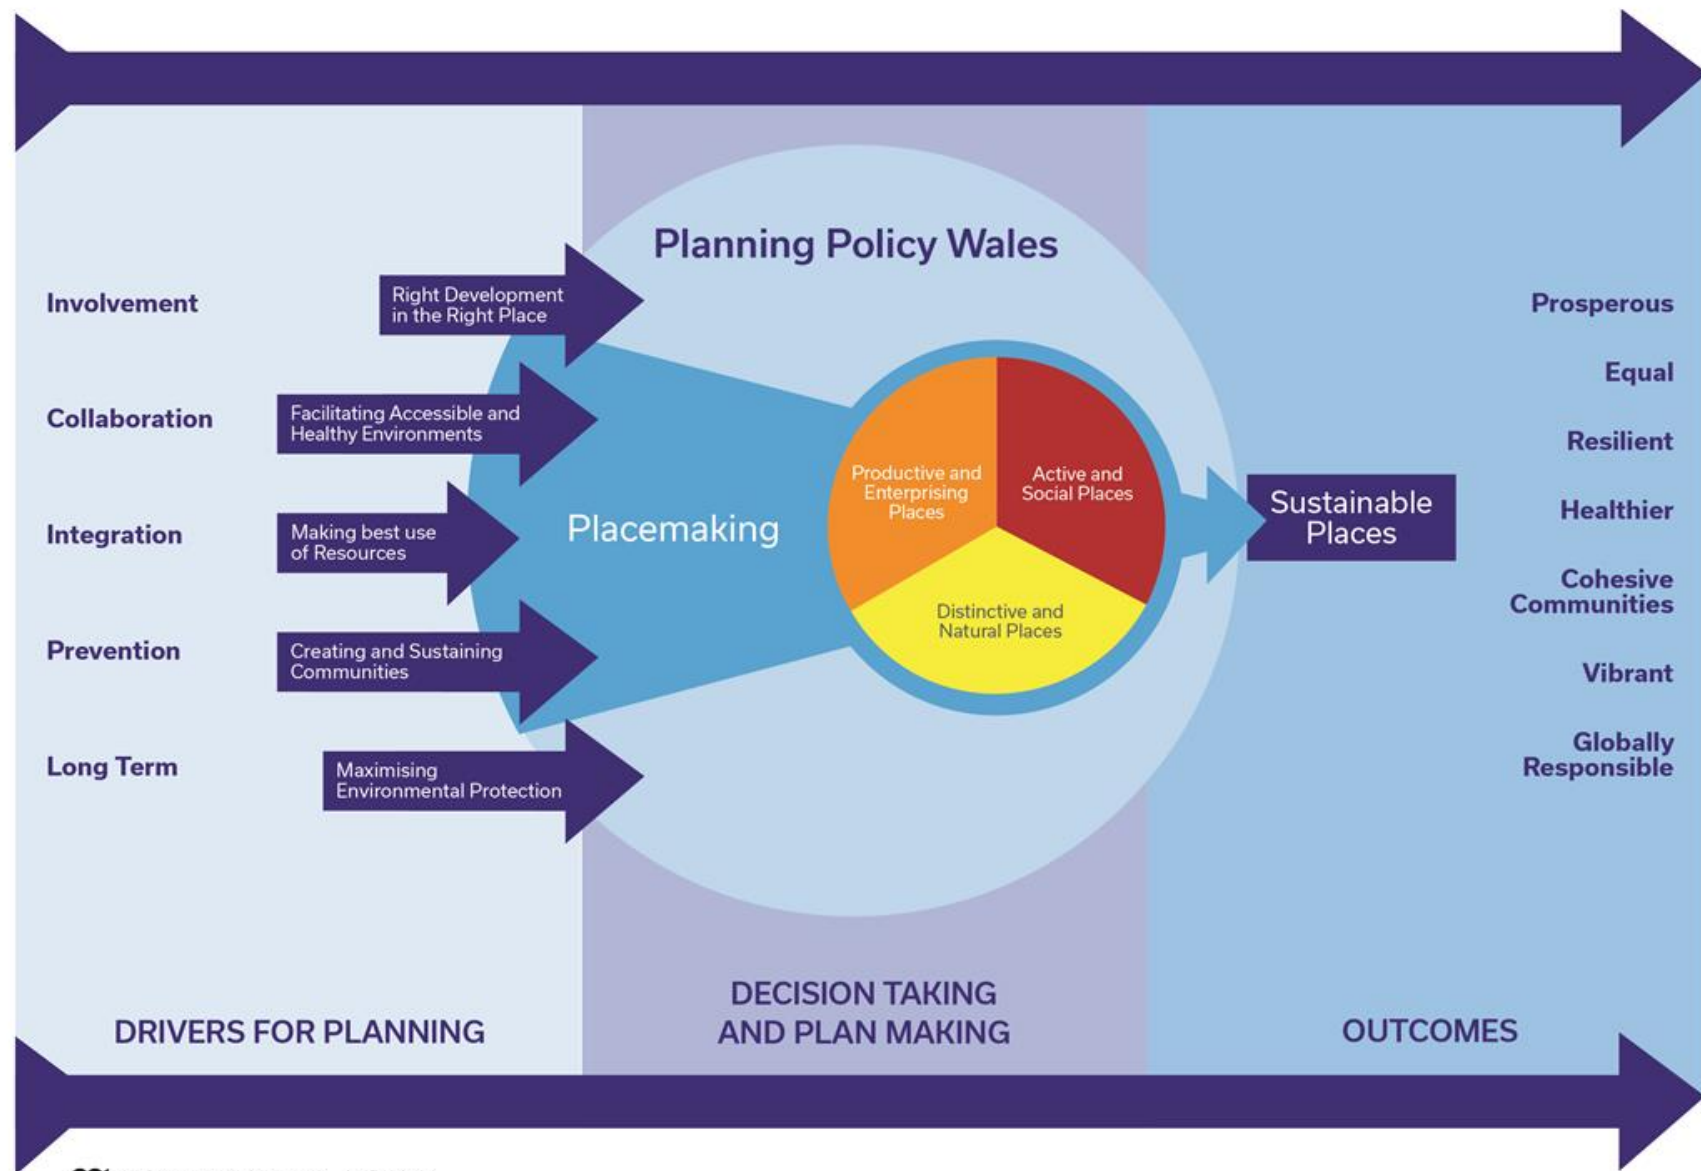 Planning Policy Wales
Involvement
Collaboration
Integration
Prevention
Long Term
Right Development
in the Right Place
Facilitating Accessible and
Healthy Environments
Making best use
of Resources
Creating and Sustaining
Communities
Maximising
Environmental Protection
Placemaking
Productive and
Enterprising
Places
Active and
Social Places
Distinctive and
Natural Places
Sustainable
Places
Prosperous
Equal
Resilient
Healthier
Cohesive
Communities
Vibrant
Globally
Responsible
DRIVERS FOR PLANNING
DECISION TAKING
AND PLAN MAKING
OUTCOMES